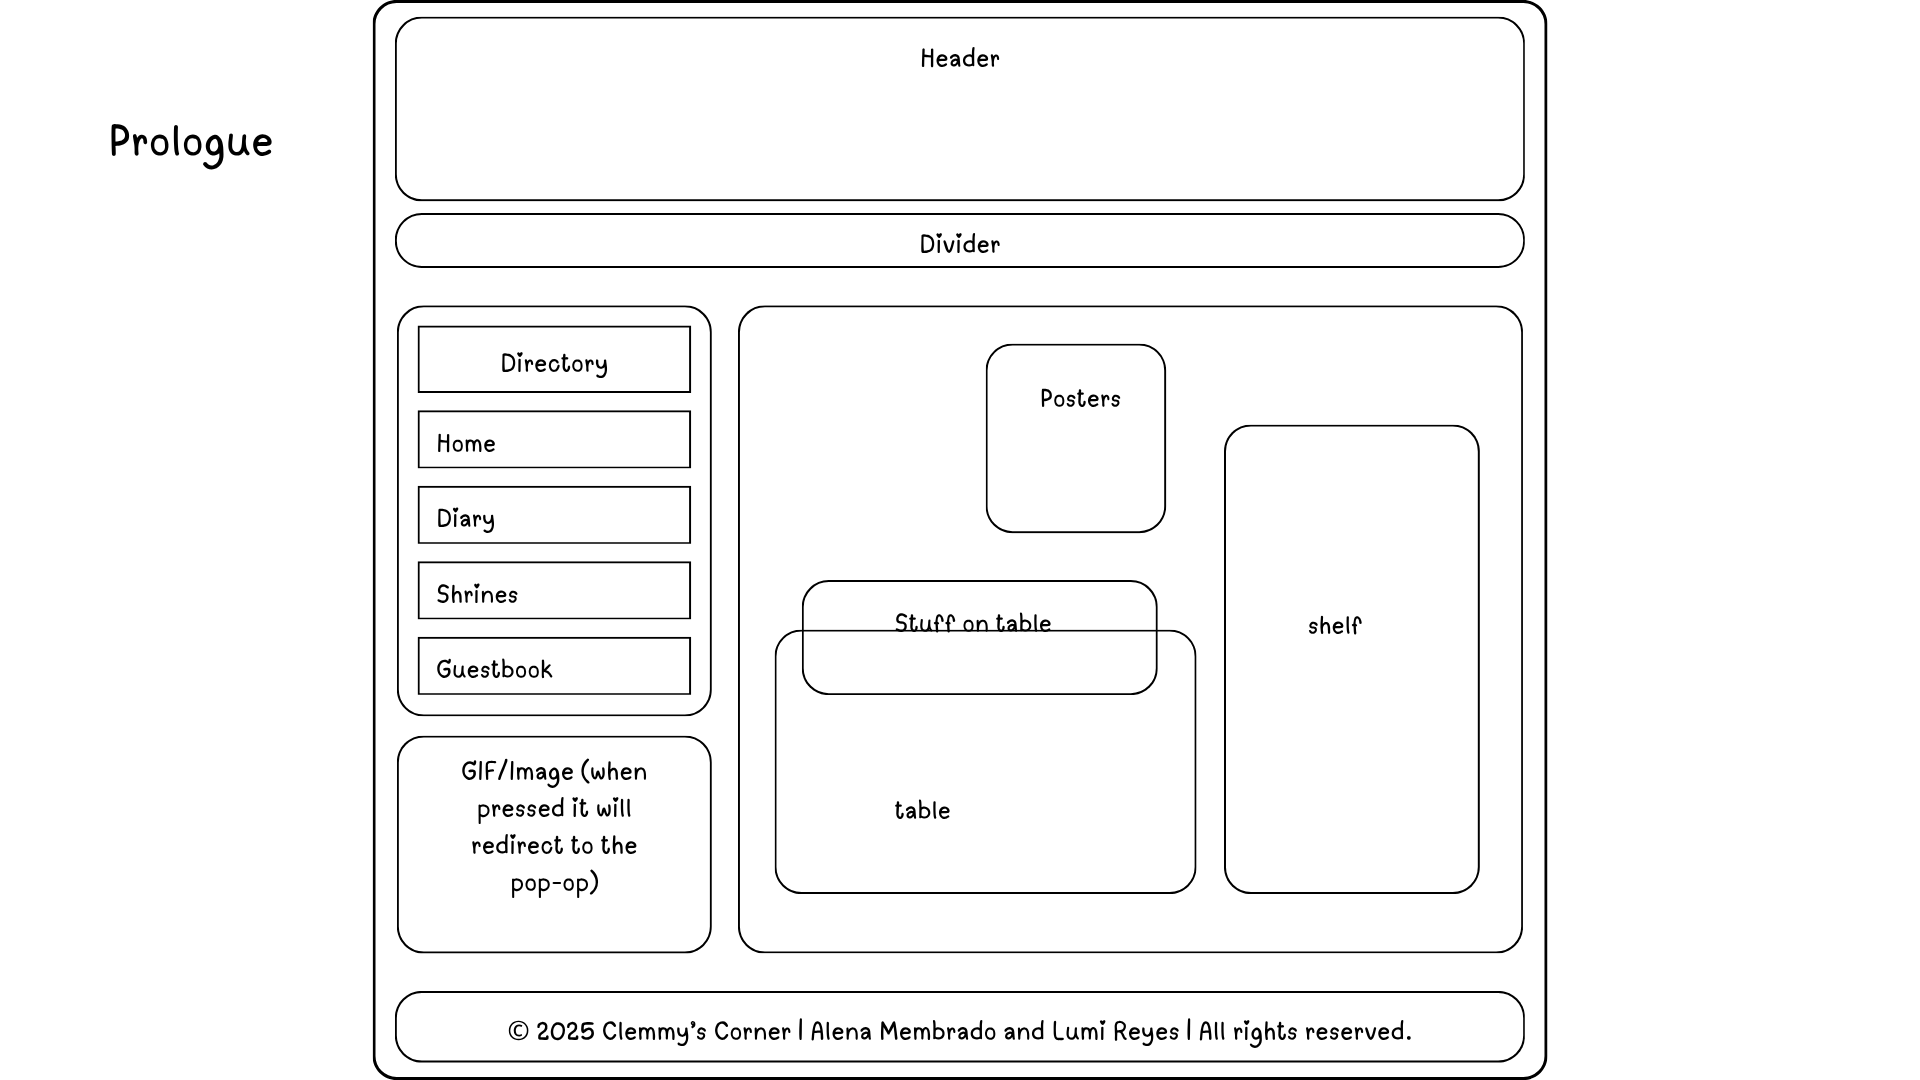 Prologue
Header
Divider
Directory
Home
Diary
Shrines
Guestbook
GIF/Image (when
pressed it will
redirect to the
pop-op)
Posters
Stuff on table
table
shelf
© 2025 Clemmy's Corner | Alena Membrado and Lumi Reyes | All rights reserved.